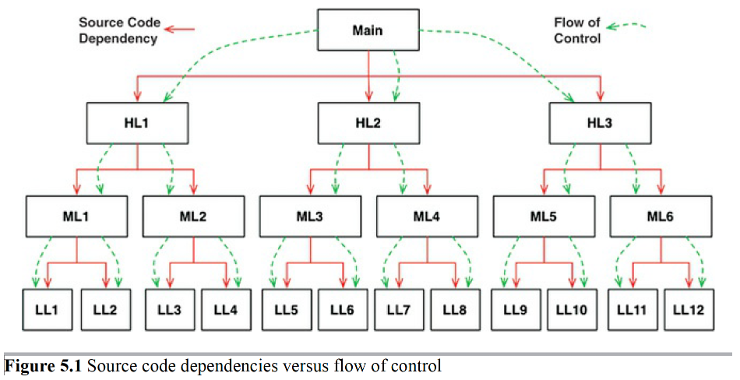 Source Code
Dependency
Main
Flow of
Control
HL1
HL2
HL3
ML1
ML2
ML3
ML4
ML5
ML6
LL1
LL2
LL3
LL4
LL5
LL6
LL7
LL8
LL9
LL10
LL11
LL12
Figure 5.1 Source code dependencies versus flow of control